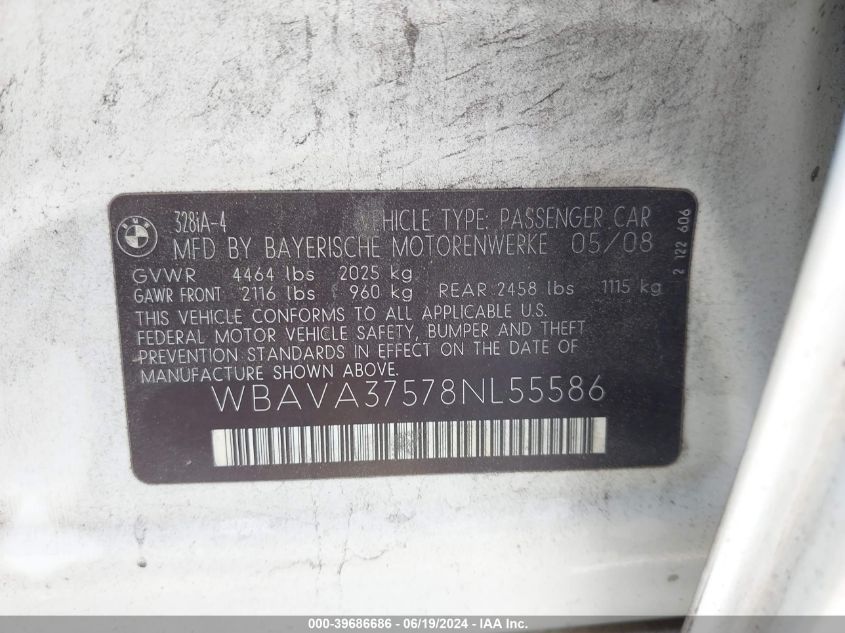 BMW
328iA-4
VEHICLE TYPE: PASSENGER CAR
MFD BY BAYERISCHE MOTORENWERKE 05/08
GVWR 4464 lbs 2025 kg
GAWR FRONT 2116 lbs 960 kg REAR 2458 lbs 1115 kg
THIS VEHICLE CONFORMS TO ALL APPLICABLE U.S.
FEDERAL MOTOR VEHICLE SAFETY, BUMPER AND THEFT
PREVENTION STANDARDS IN EFFECT ON THE DATE OF
MANUFACTURE SHOWN ABOVE.
WBAVA37578NL55586
2 122 606
000-39686686 / 06/19/2024 - IAA Inc.